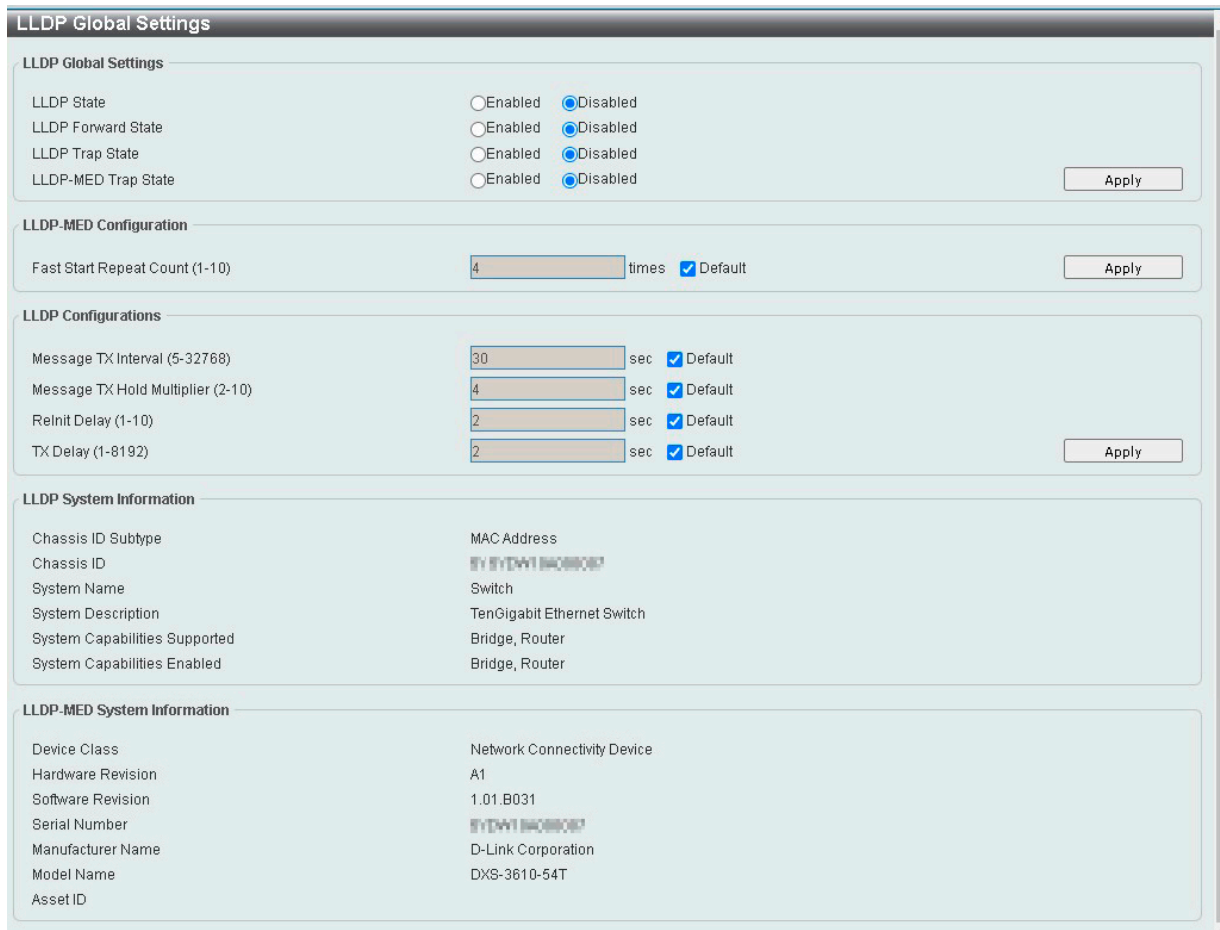 LLDP Global Settings
LLDP Global Settings
LLDP State Enabled Disabled
LLDP Forward State Enabled Disabled
LLDP Trap State Enabled Disabled
LLDP-MED Trap State Enabled Disabled Apply
LLDP-MED Configuration
Fast Start Repeat Count (1-10) 4 times Default Apply
LLDP Configurations
Message TX Interval (5-32768) 30 sec Default
Message TX Hold Multiplier (2-10) 4 sec Default
ReInit Delay (1-10) 2 sec Default
TX Delay (1-8192) 2 sec Default Apply
LLDP System Information
Chassis ID Subtype MAC Address
Chassis ID
System Name Switch
System Description TenGigabit Ethernet Switch
System Capabilities Supported Bridge, Router
System Capabilities Enabled Bridge, Router
LLDP-MED System Information
Device Class Network Connectivity Device
Hardware Revision A1
Software Revision 1.01.B031
Serial Number
Manufacturer Name D-Link Corporation
Model Name DXS-3610-54T
Asset ID